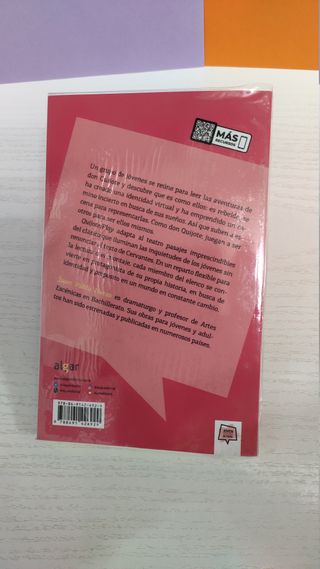 MÁS
RECURSOS
Un grupo de jóvenes se reúne para leer las aventuras de
don Quijote y descubre que es como ellos: es rebelde, se
ha creado una identidad virtual y ha emprendido un ca-
mino incierto en busca de sus sueños. Así que suben a es-
cena para representarlas. Como don Quijote, juegan a ser
otros para ser ellos mismos.
Quijote Play adapta al teatro pasajes imprescindibles
del clásico que iluminan las inquietudes de los jóvenes sin
renunciar al texto de Cervantes. En un reparto flexible para
la lectura o el montaje, cada miembro del elenco se con-
vierte en protagonista de su propia historia, en busca de
identidad y un puesto en un mundo en constante cambio.
es dramaturgo y profesor de Artes
Escénicas en Bachillerato. Sus obras para jóvenes y adul-
tos han sido estrenadas y publicadas en numerosos países.
algar